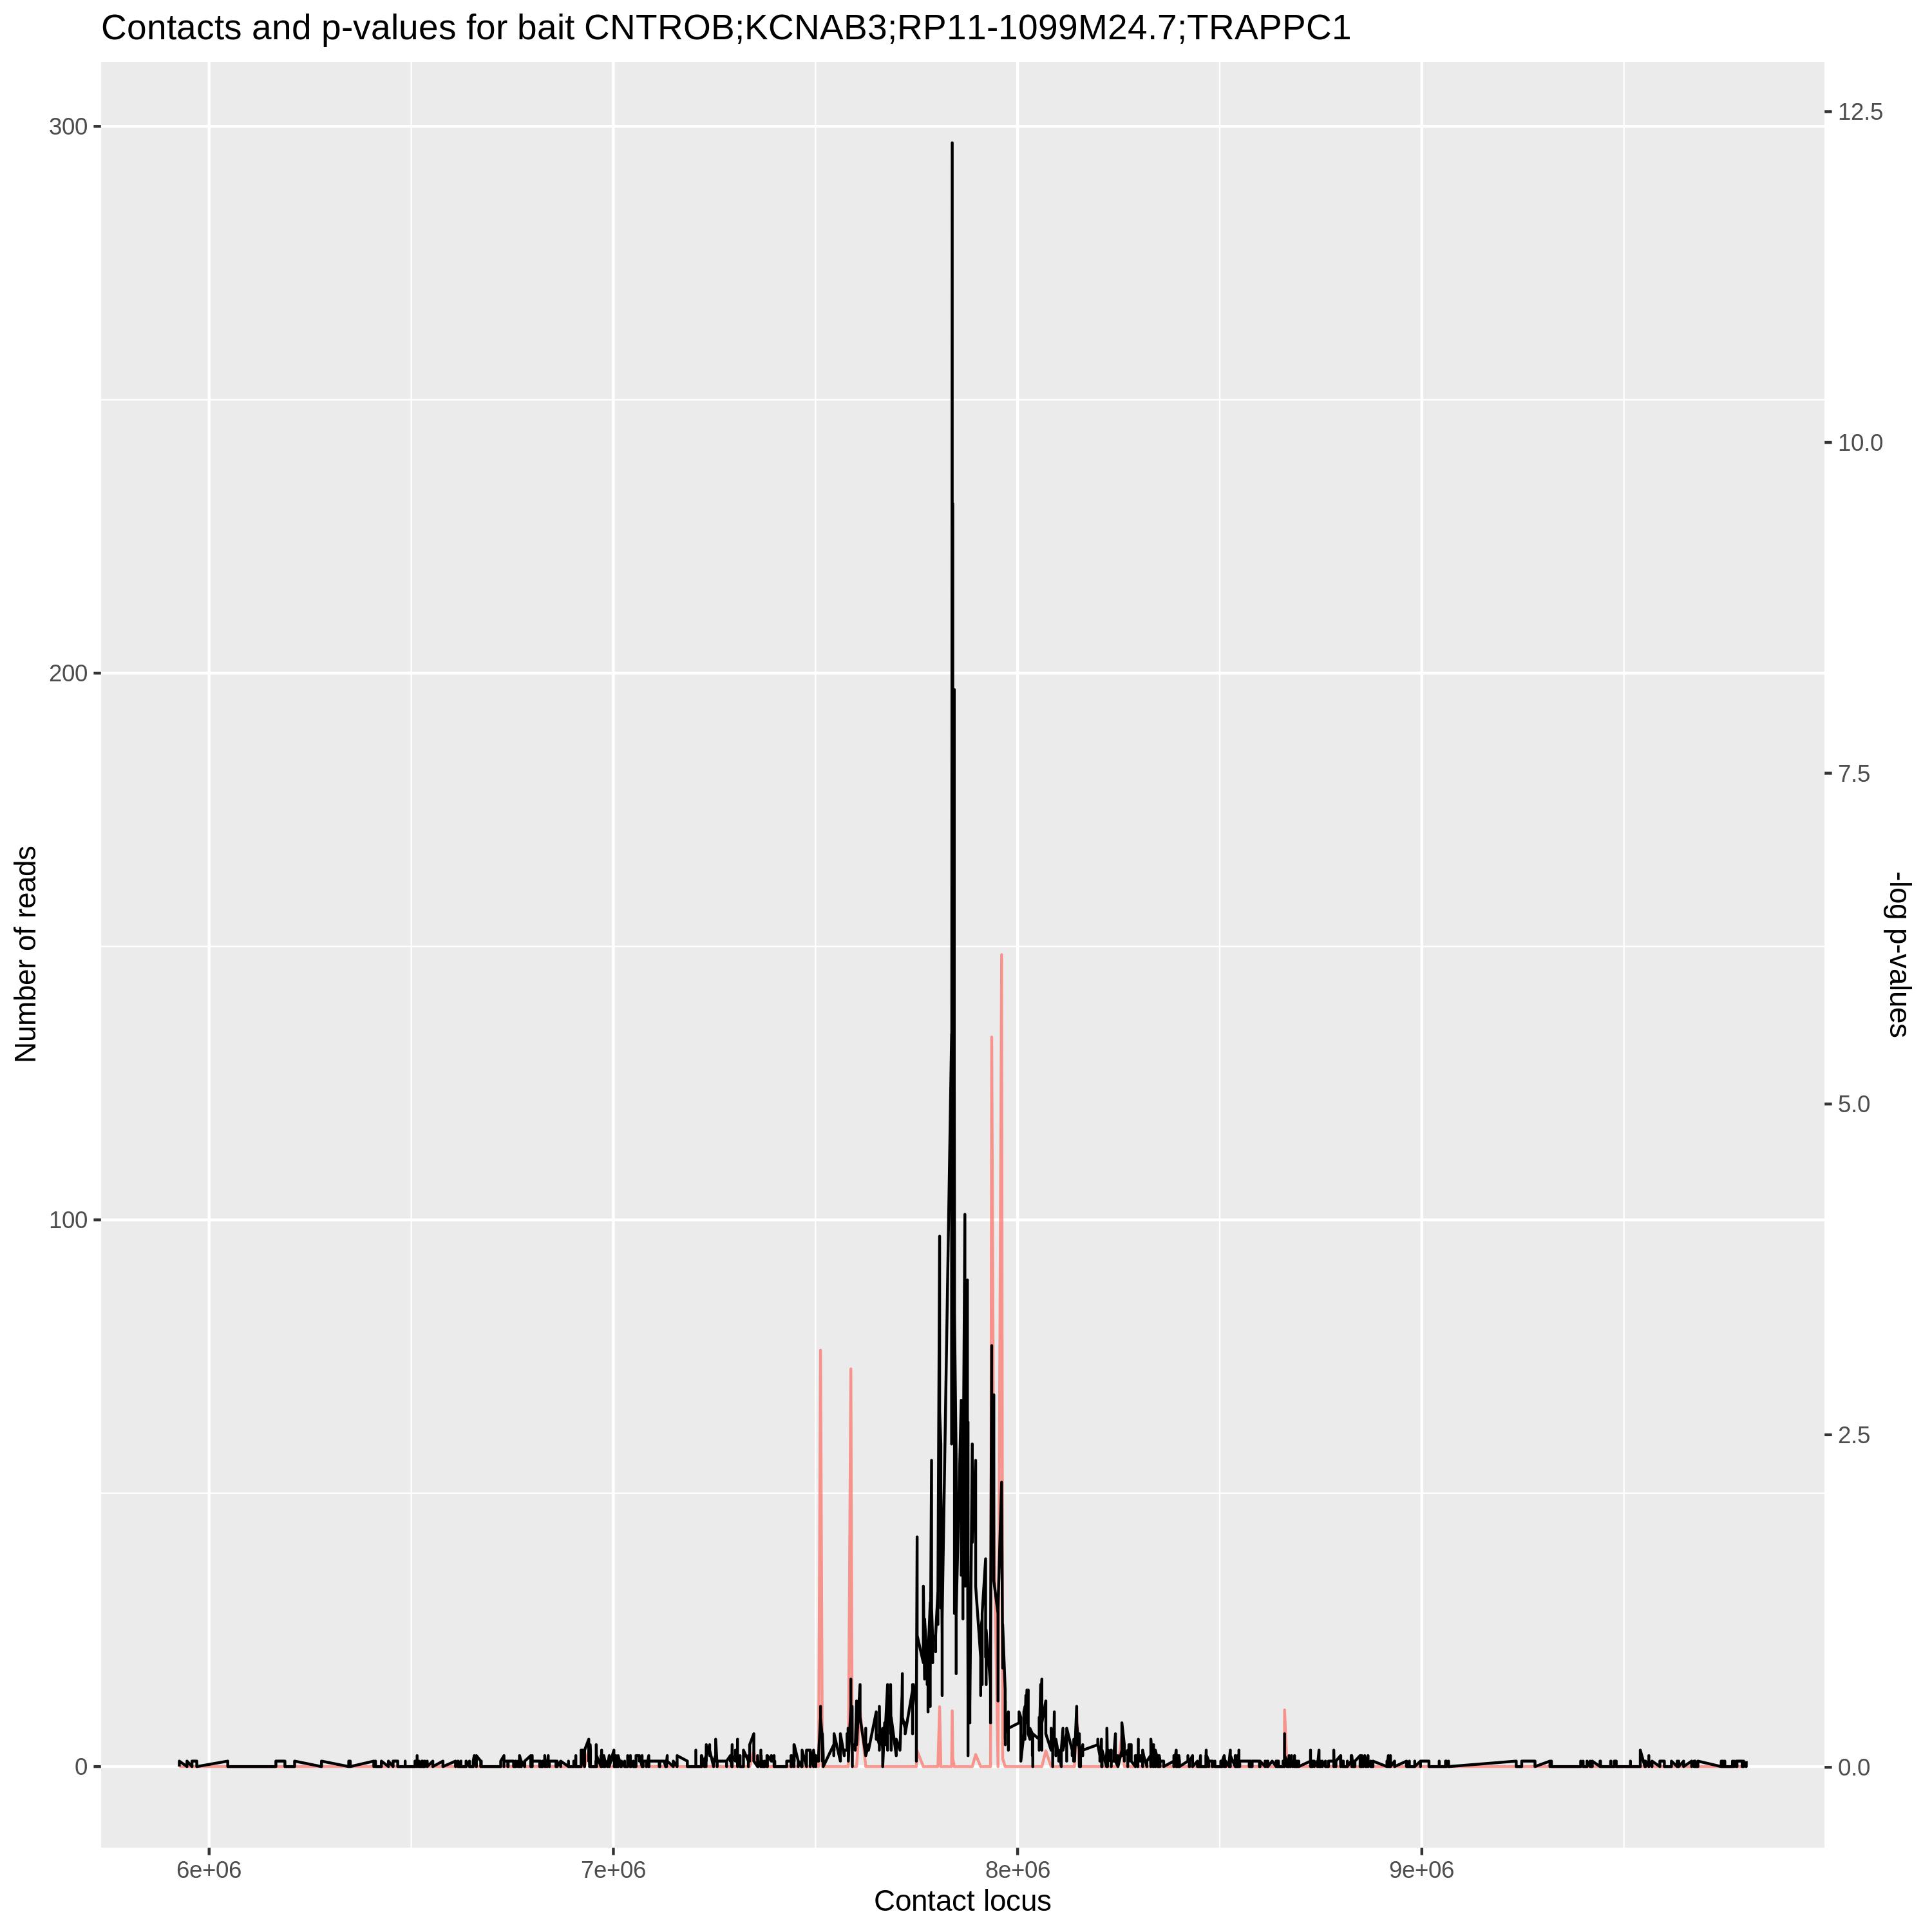 Contacts and p-values for bait CNTROB;KCNAB3;RP11-1099M24.7;TRAPPC1
300
200
100
0
Number of reads
12.5
10.0
7.5
5.0
2.5
0.0
-log p-values
6e+06
7e+06
8e+06
9e+06
Contact locus